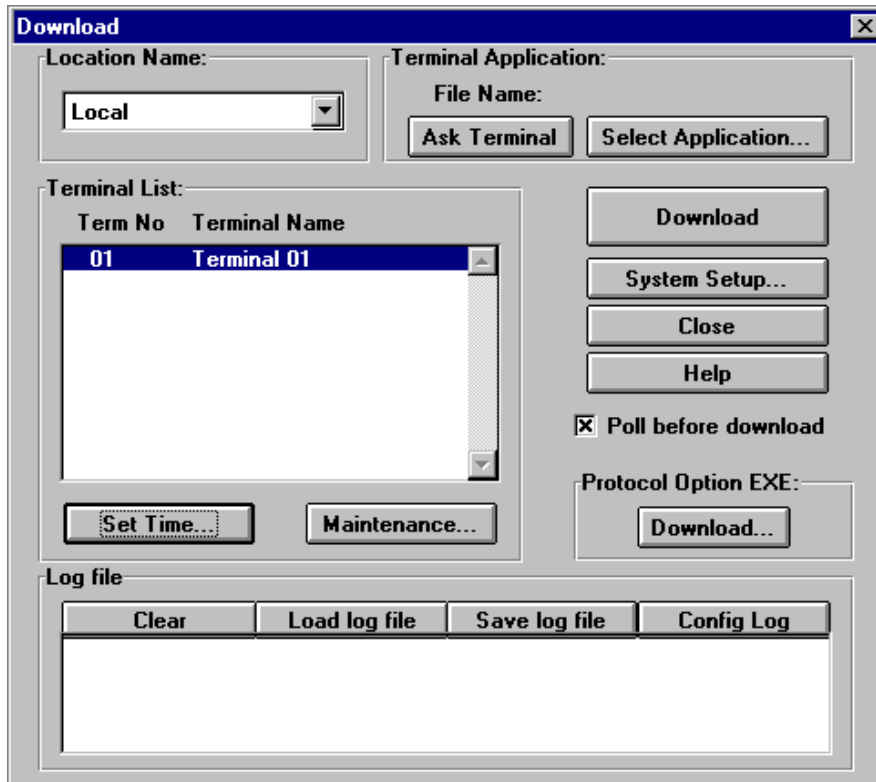 Download
Location Name:
Local
Terminal Application:
File Name:
Ask Terminal
Select Application...
Terminal List:
Term No Terminal Name
01 Terminal 01
Set Time...
Maintenance...
Download
System Setup...
Close
Help
Poll before download
Protocol Option EXE:
Download...
Log file
Clear Load log file Save log file Config Log